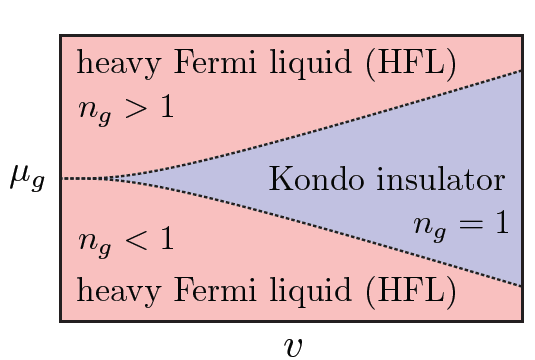 heavy Fermi liquid (HFL)
n_g > 1
μ_g
Kondo insulator
n_g = 1
n_g < 1
heavy Fermi liquid (HFL)
v